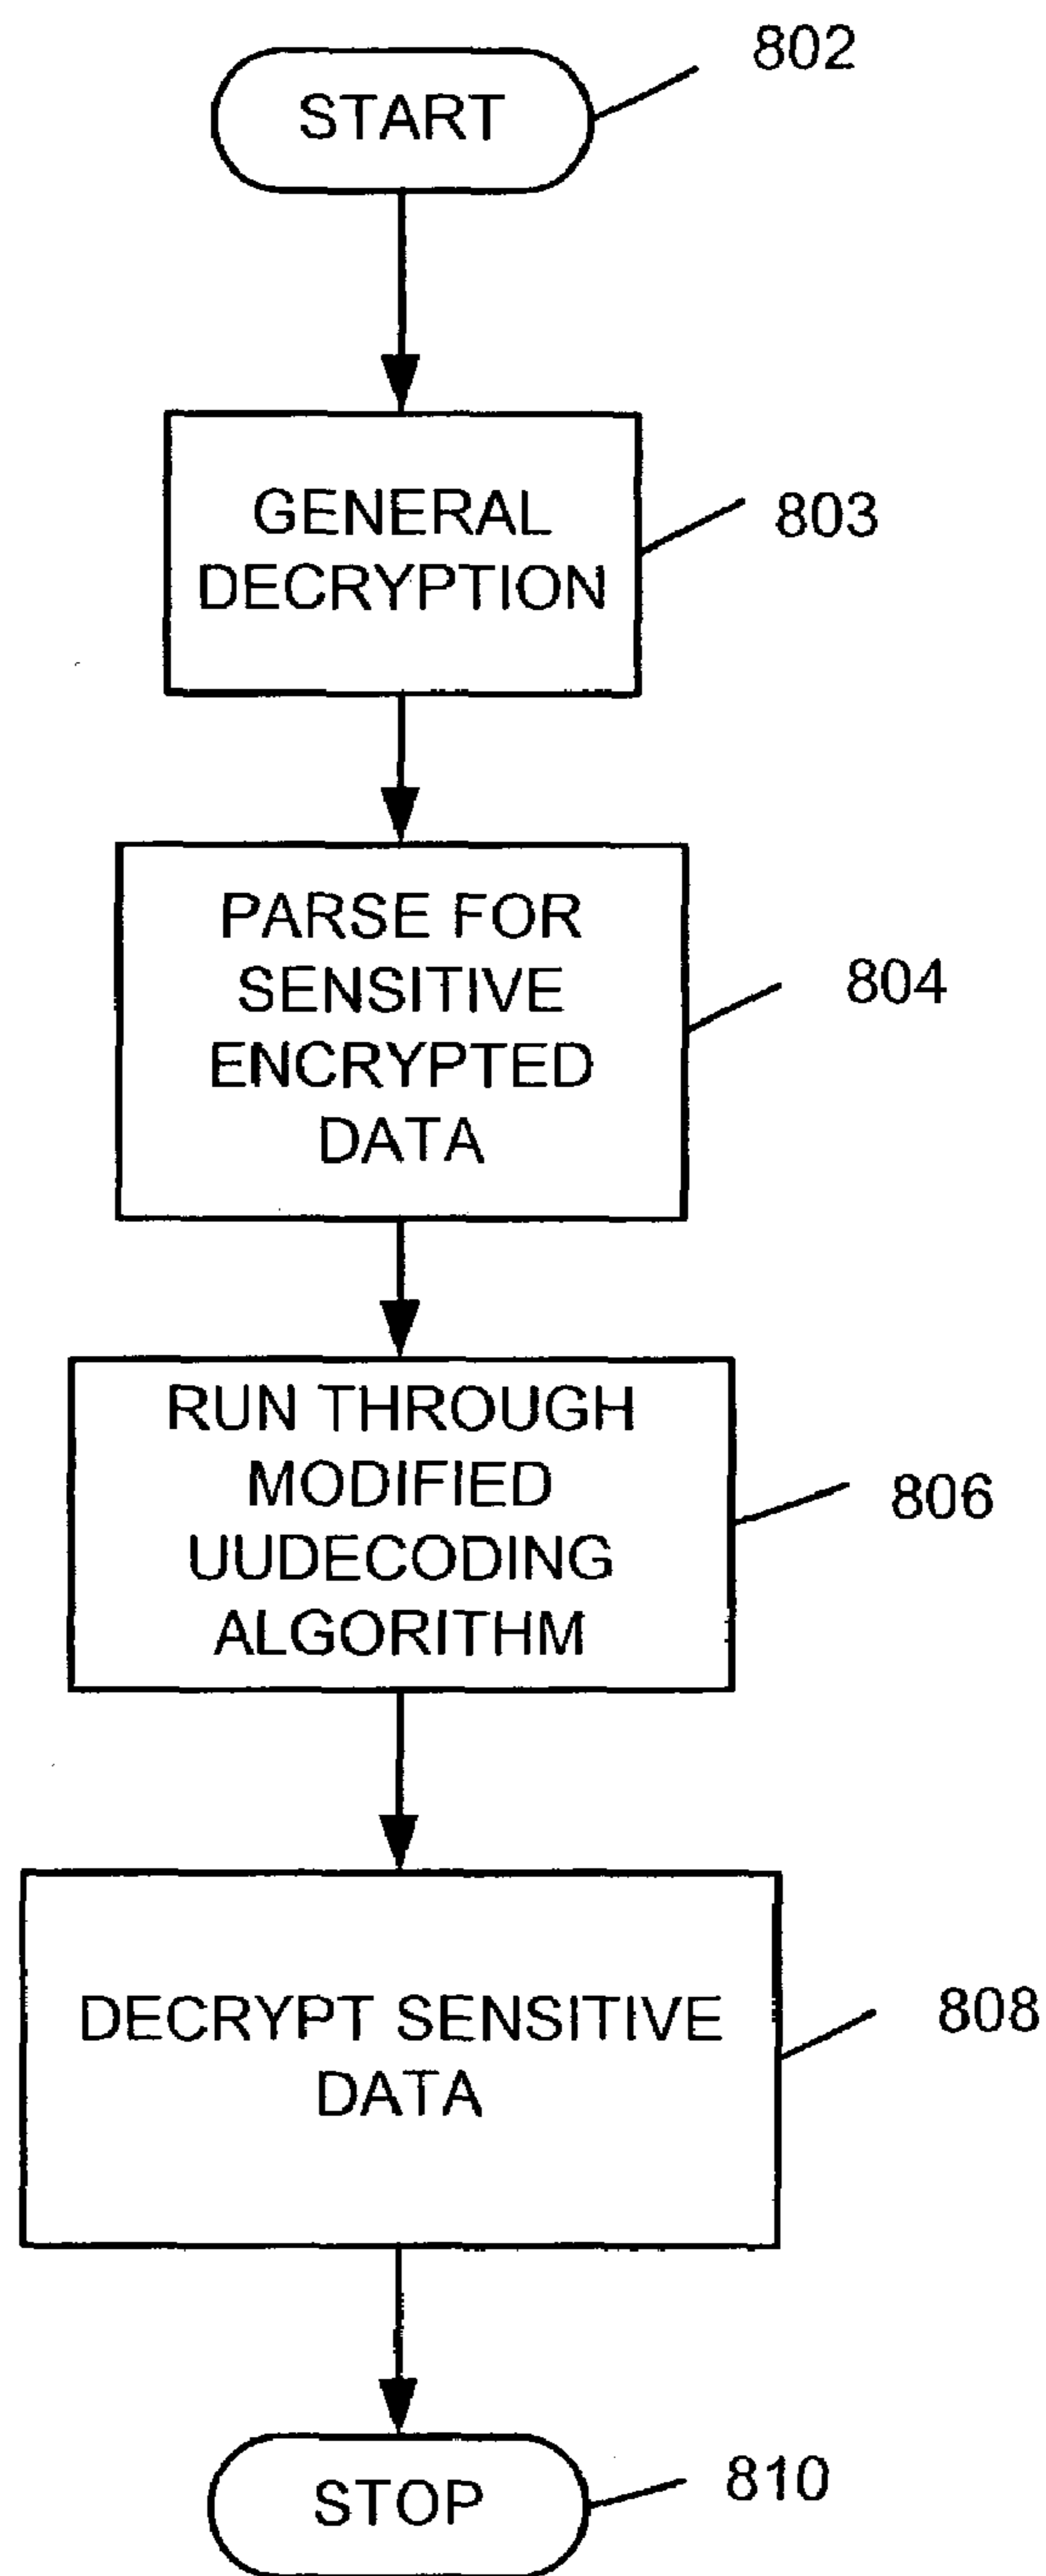 802
START
GENERAL
DECRYPTION
803
PARSE FOR
SENSITIVE
ENCRYPTED
DATA
804
RUN THROUGH
MODIFIED
UUDECODING
ALGORITHM
806
DECRYPT SENSITIVE
DATA
808
STOP
810